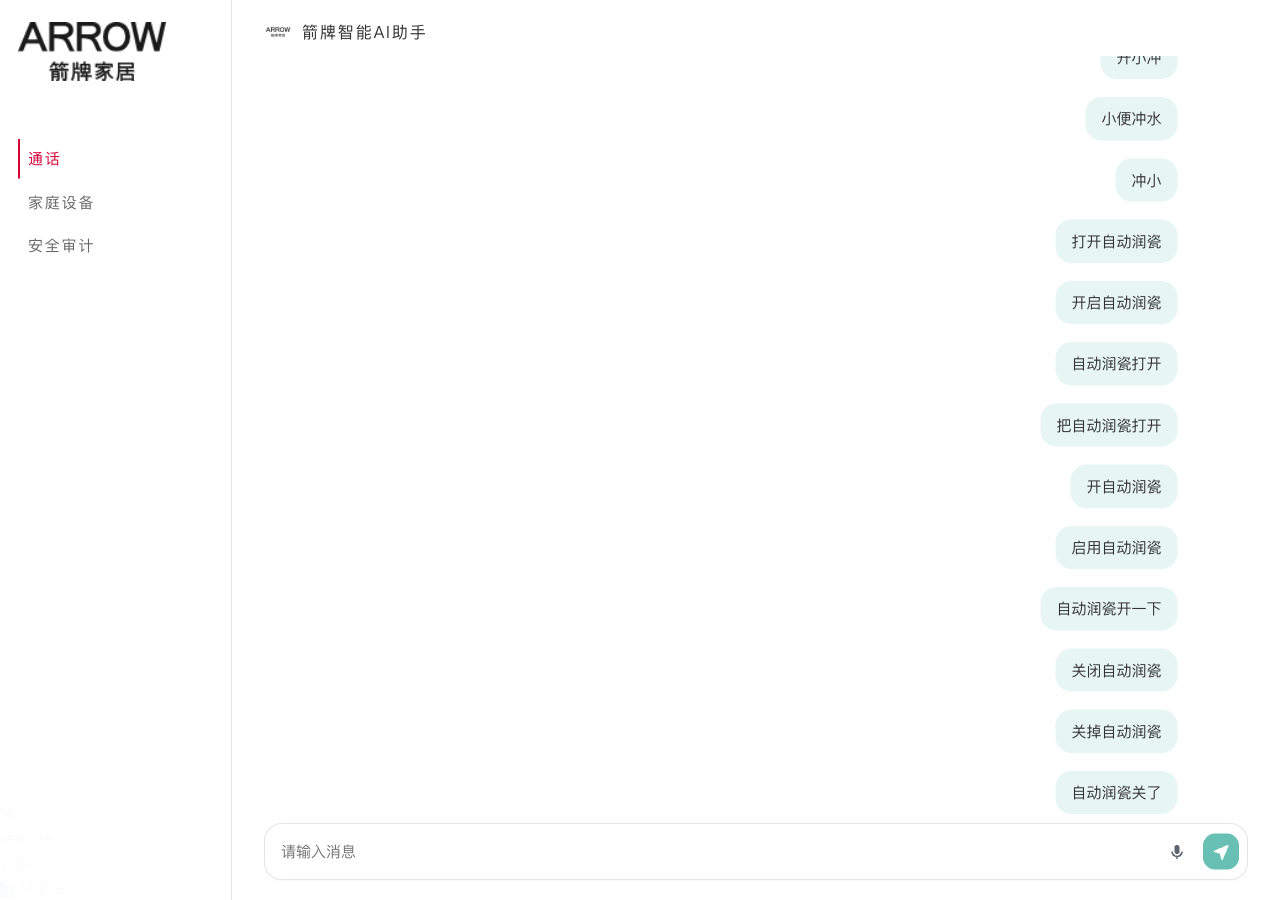 ARROW
箭牌家居
通话
家庭设备
安全审计
ARROW
箭牌智能AI助手
开小冲
小便冲水
冲小
打开自动润瓷
开启自动润瓷
自动润瓷打开
把自动润瓷打开
开自动润瓷
启用自动润瓷
自动润瓷开一下
关闭自动润瓷
关掉自动润瓷
自动润瓷关了
请输入消息